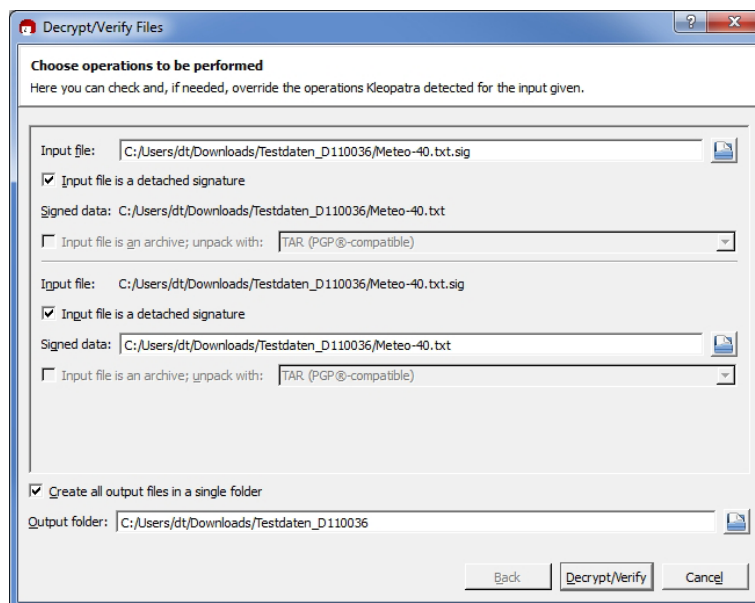 Decrypt/Verify Files
Choose operations to be performed
Here you can check and, if needed, override the operations Kleopatra detected for the input given.
Input file: C:/Users/dt/Downloads/Testdaten_D110036/Meteo-40.txt.sig
Input file is a detached signature
Signed data: C:/Users/dt/Downloads/Testdaten_D110036/Meteo-40.txt
Input file is an archive; unpack with: TAR (PGP®-compatible)
Input file: C:/Users/dt/Downloads/Testdaten_D110036/Meteo-40.txt.sig
Input file is a detached signature
Signed data: C:/Users/dt/Downloads/Testdaten_D110036/Meteo-40.txt
Input file is an archive; unpack with: TAR (PGP®-compatible)
Create all output files in a single folder
Output folder: C:/Users/dt/Downloads/Testdaten_D110036
Back Decrypt/Verify Cancel